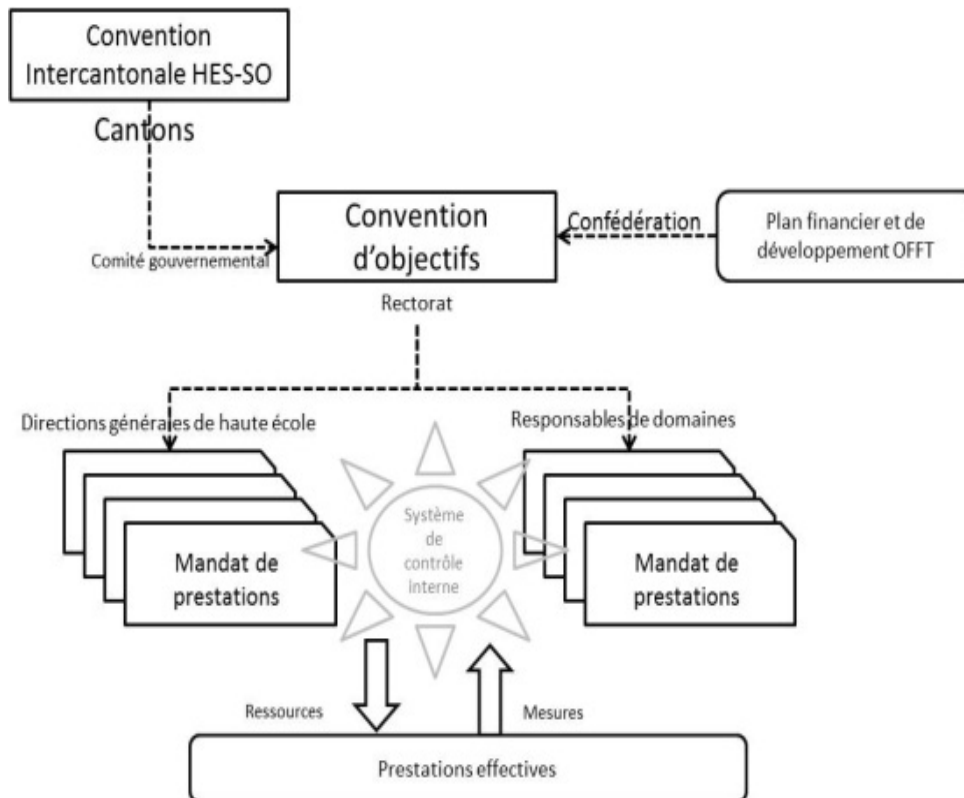 Convention
Intercantonale HES-SO
Cantons
Convention
d'objectifs
Confédération
Plan financier et de
développement OFFT
Comité gouvernemental
Rectorat
Directions générales de haute école
Responsables de domaines
Système
de
contrôle
Interne
Mandat de
prestations
Mandat de
prestations
Ressources
Mesures
Prestations effectives